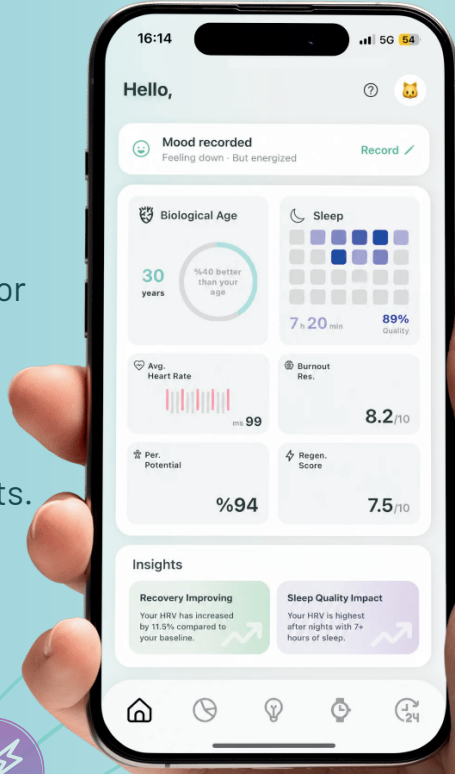 or
ts.
16:14
5G 54
Hello,
Mood recorded
Feeling down · But energized
Record
Biological Age
30
years
%40 better
than your
age
Sleep
7h 20 min
89%
Quality
Avg.
Heart Rate
ms 99
Burnout
Res.
8.2/10
Per.
Potential
%94
Regen.
Score
7.5/10
Insights
Recovery Improving
Your HRV has increased
by 11.5% compared to
your baseline.
Sleep Quality Impact
Your HRV is highest
after nights with 7+
hours of sleep.
24